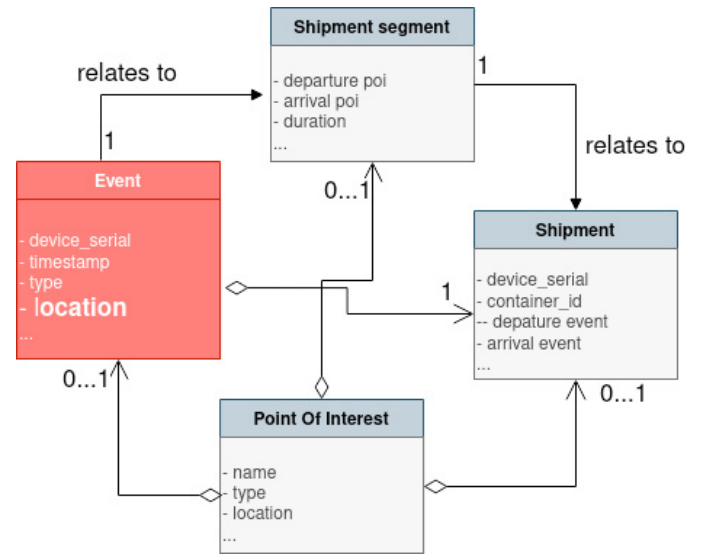 Shipment segment
- departure poi
- arrival poi
- duration
...
relates to
1
1
relates to
Event
- device_serial
- timestamp
- type
- location
...
0...1
Shipment
- device_serial
- container_id
-- depature event
- arrival event
...
1
0...1
0...1
Point Of Interest
- name
- type
- location
...